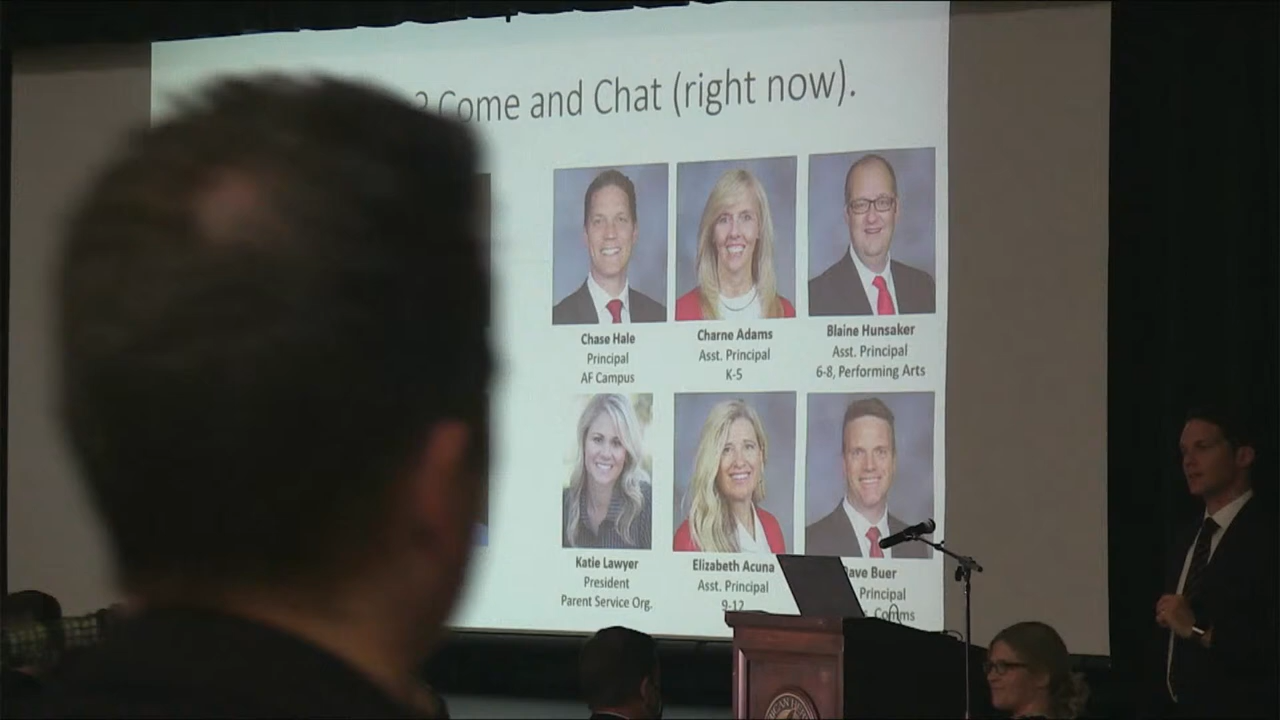 ? Come and Chat (right now).
Chase Hale
Principal
AF Campus
Charne Adams
Asst. Principal
K-5
Blaine Hunsaker
Asst. Principal
6-8, Performing Arts
Katie Lawyer
President
Parent Service Org.
Elizabeth Acuna
Asst. Principal
9-12
Dave Buer
Principal
Comms